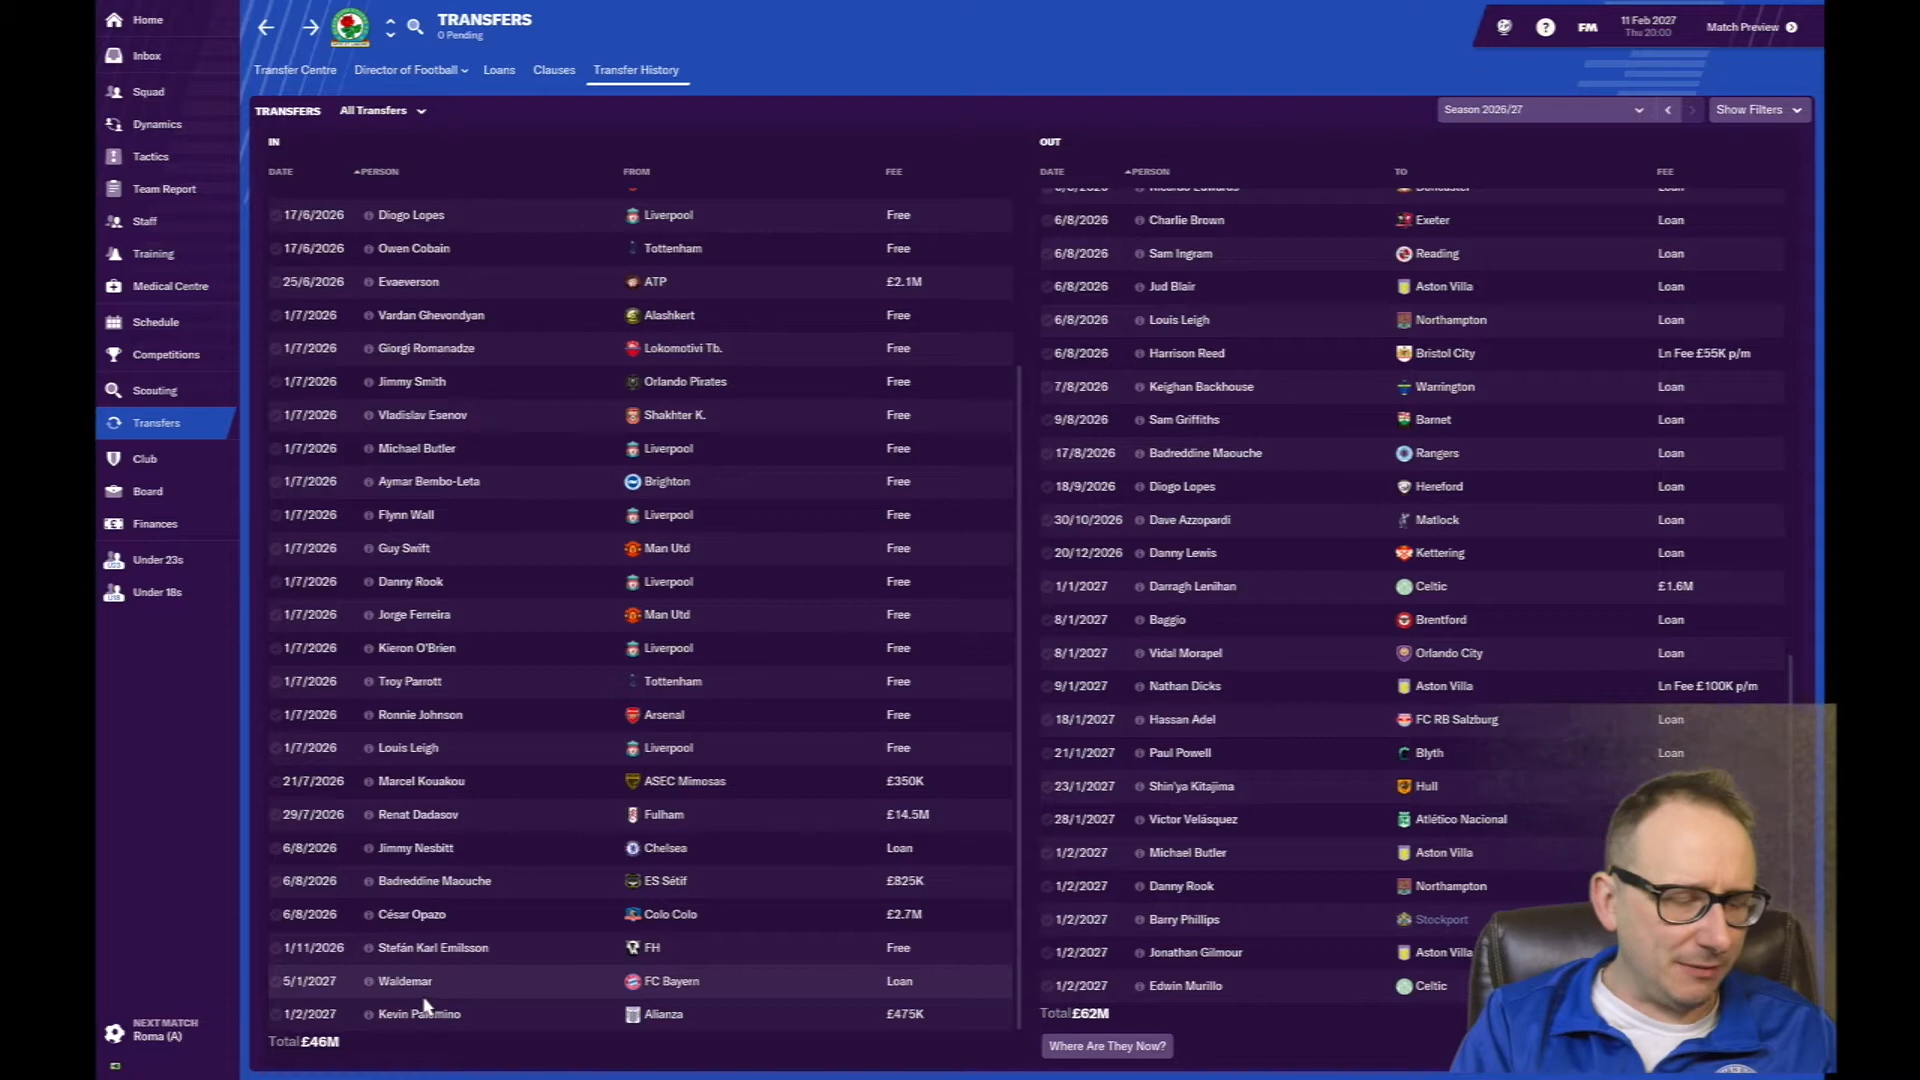 Home
Inbox
Squad
Dynamics
Tactics
Team Report
Staff
Training
Medical Centre
Schedule
Competitions
Scouting
Transfers
Club
Board
Finances
Under 23s
Under 18s
NEXT MATCH
Roma (A)
TRANSFERS
0 Pending
11 Feb 2027
Thu 20:00
FM
Match Preview
Transfer Centre Director of Football Loans Clauses Transfer History
TRANSFERS All Transfers Season 2026/27 Show Filters
IN
DATE PERSON FROM FEE
17/6/2026 Diogo Lopes Liverpool Free
17/6/2026 Owen Cobain Tottenham Free
25/6/2026 Evaeverson ATP £2.1M
1/7/2026 Vardan Ghevondyan Alashkert Free
1/7/2026 Giorgi Romanadze Lokomotivi Tb. Free
1/7/2026 Jimmy Smith Orlando Pirates Free
1/7/2026 Vladislav Esenov Shakhter K. Free
1/7/2026 Michael Butler Liverpool Free
1/7/2026 Aymar Bembo-Leta Brighton Free
1/7/2026 Flynn Wall Liverpool Free
1/7/2026 Guy Swift Man Utd Free
1/7/2026 Danny Rook Liverpool Free
1/7/2026 Jorge Ferreira Man Utd Free
1/7/2026 Kieron O'Brien Liverpool Free
1/7/2026 Troy Parrott Tottenham Free
1/7/2026 Ronnie Johnson Arsenal Free
1/7/2026 Louis Leigh Liverpool Free
21/7/2026 Marcel Kouakou ASEC Mimosas £350K
29/7/2026 Renat Dadasov Fulham £14.5M
6/8/2026 Jimmy Nesbitt Chelsea Loan
6/8/2026 Badreddine Maouche ES Sétif £825K
6/8/2026 César Opazo Colo Colo £2.7M
1/11/2026 Stefán Karl Emilsson FH Free
5/1/2027 Waldemar FC Bayern Loan
1/2/2027 Kevin Palomino Alianza £475K
Total £46M
OUT
DATE PERSON TO FEE
6/8/2026 Ricardo Edwards Doncaster Loan
6/8/2026 Charlie Brown Exeter Loan
6/8/2026 Sam Ingram Reading Loan
6/8/2026 Jud Blair Aston Villa Loan
6/8/2026 Louis Leigh Northampton Loan
6/8/2026 Harrison Reed Bristol City Ln Fee £55K p/m
7/8/2026 Keighan Backhouse Warrington Loan
9/8/2026 Sam Griffiths Barnet Loan
17/8/2026 Badreddine Maouche Rangers Loan
18/9/2026 Diogo Lopes Hereford Loan
30/10/2026 Dave Azzopardi Matlock Loan
20/12/2026 Danny Lewis Kettering Loan
1/1/2027 Darragh Lenihan Celtic £1.6M
8/1/2027 Baggio Brentford Loan
8/1/2027 Vidal Morapel Orlando City Loan
9/1/2027 Nathan Dicks Aston Villa Ln Fee £100K p/m
18/1/2027 Hassan Adel FC RB Salzburg Loan
21/1/2027 Paul Powell Blyth Loan
23/1/2027 Shin'ya Kitajima Hull
28/1/2027 Victor Velásquez Atlético Nacional
1/2/2027 Michael Butler Aston Villa
1/2/2027 Danny Rook Northampton
1/2/2027 Barry Phillips Stockport
1/2/2027 Jonathan Gilmour Aston Villa
1/2/2027 Edwin Murillo Celtic
Total £62M
Where Are They Now?